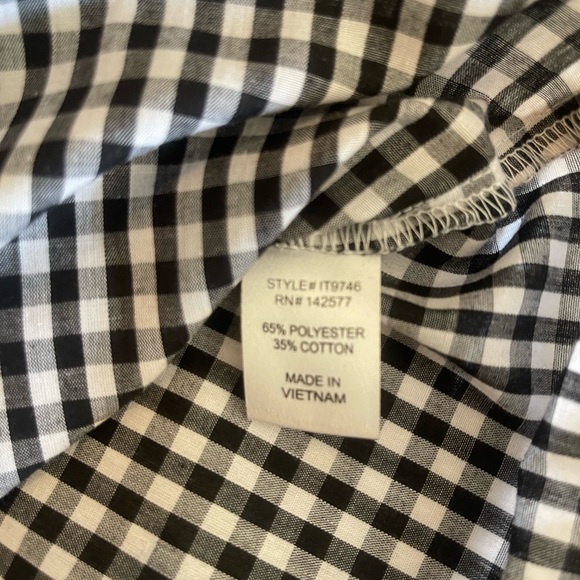 STYLE# IT9746
RN# 142577
65% POLYESTER
35% COTTON
MADE IN
VIETNAM